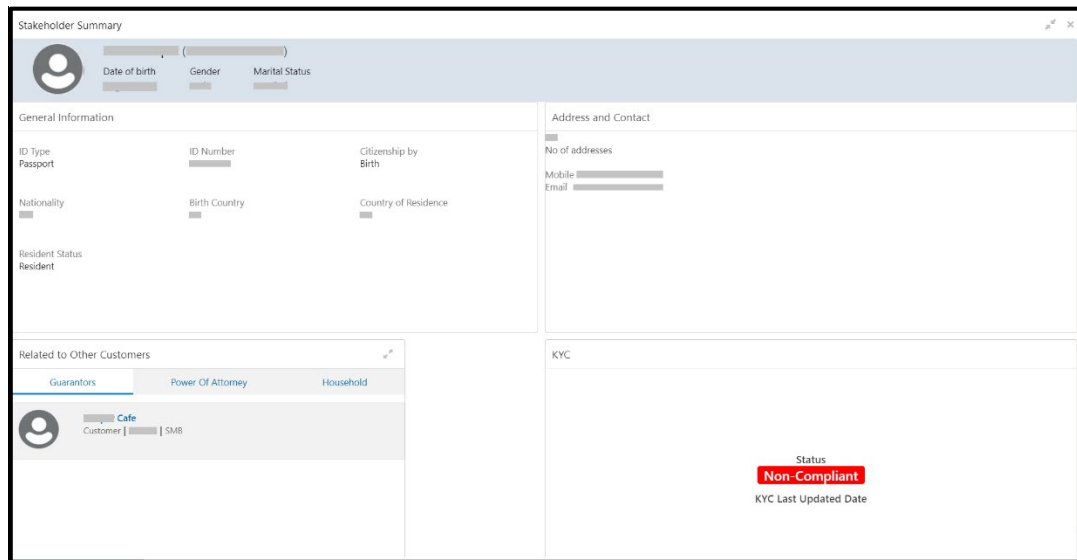 Stakeholder Summary
( )
Date of birth Gender Marital Status
General Information
ID Type ID Number Citizenship by
Passport Birth
Nationality Birth Country Country of Residence
Resident Status
Resident
Address and Contact
No of addresses
Mobile
Email
Related to Other Customers
Guarantors Power Of Attorney Household
Cafe
Customer | | SMB
KYC
Status
Non-Compliant
KYC Last Updated Date